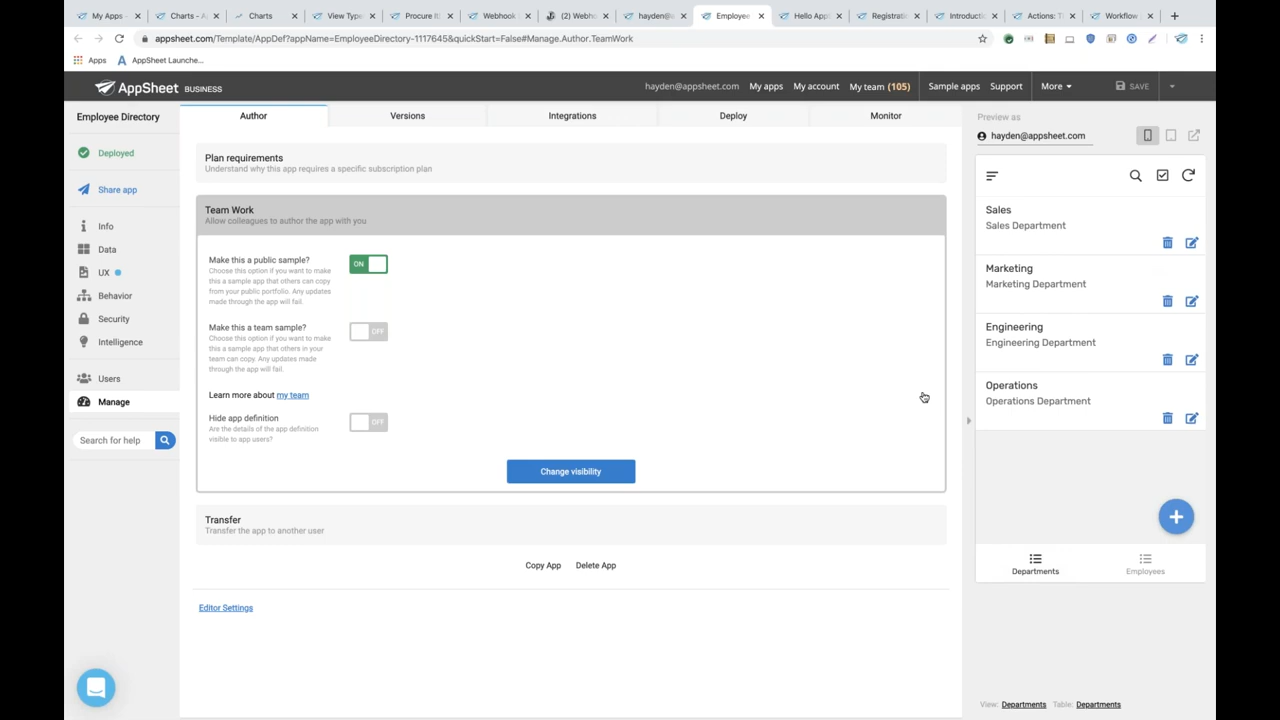 My Apps -
Charts - A
Charts
View Type
Procure I
Webhook
(2) Webh
hayden@
Employee
Hello App
Registrati
Introducti
Actions: T
Workflow
appsheet.com/Template/AppDef?appName=EmployeeDirectory-1117645&quickStart=False#Manage.Author.TeamWork
Apps
AppSheet Launche...
AppSheet BUSINESS
hayden@appsheet.com
My apps
My account
My team (105)
Sample apps
Support
More
SAVE
Employee Directory
Deployed
Share app
Info
Data
UX
Behavior
Security
Intelligence
Users
Manage
Search for help
Author
Versions
Integrations
Deploy
Monitor
Plan requirements
Understand why this app requires a specific subscription plan
Team Work
Allow colleagues to author the app with you
Make this a public sample?
Choose this option if you want to make
this a sample app that others can copy
from your public portfolio. Any updates
made through the app will fail.
ON
Make this a team sample?
Choose this option if you want to make
this a sample app that others in your
team can copy. Any updates made
through the app will fail.
OFF
Learn more about my team
Hide app definition
Are the details of the app definition
visible to app users?
OFF
Change visibility
Transfer
Transfer the app to another user
Copy App
Delete App
Editor Settings
Preview as
hayden@appsheet.com
Sales
Sales Department
Marketing
Marketing Department
Engineering
Engineering Department
Operations
Operations Department
Departments
Employees
View: Departments
Table: Departments